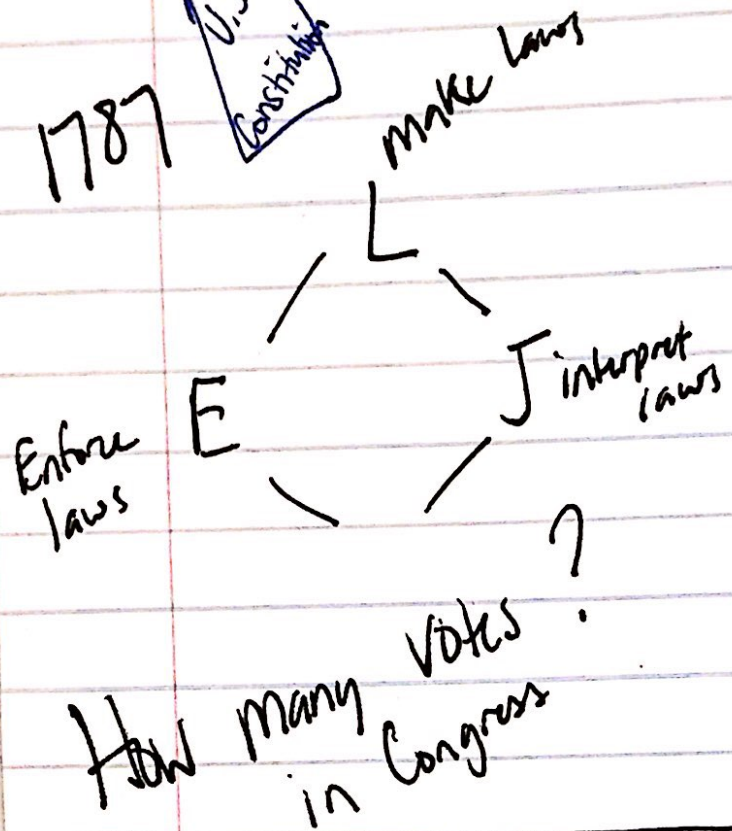 U.S
Constitution
1787
make laws
L
E
J
interpret
laws
Enforce
laws
How many votes ?
in Congress